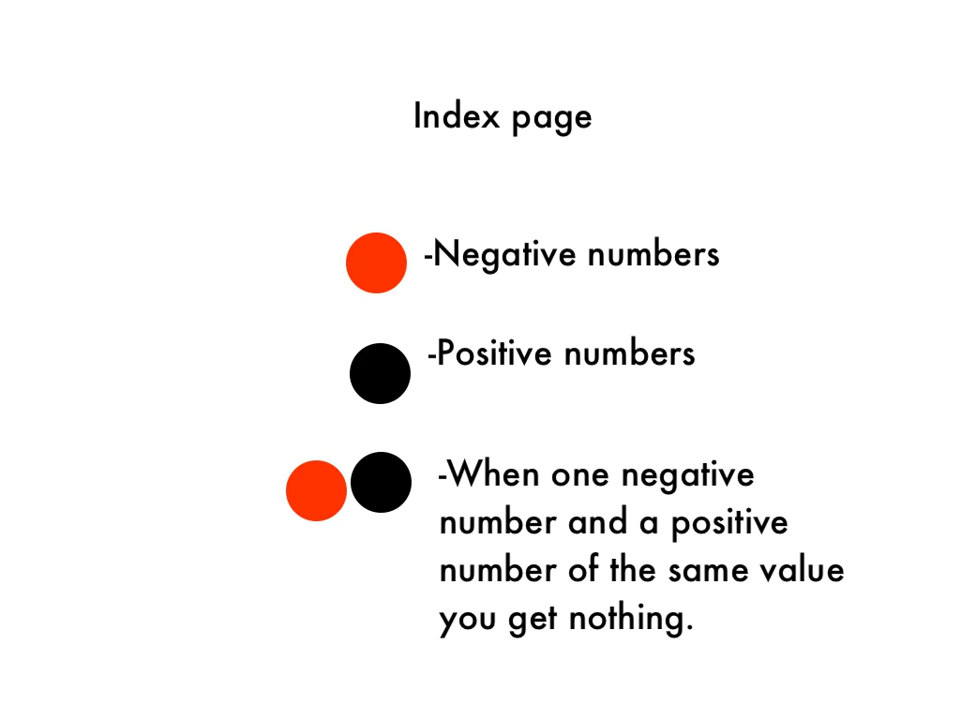 Index page
-Negative numbers
-Positive numbers
-When one negative
number and a positive
number of the same value
you get nothing.